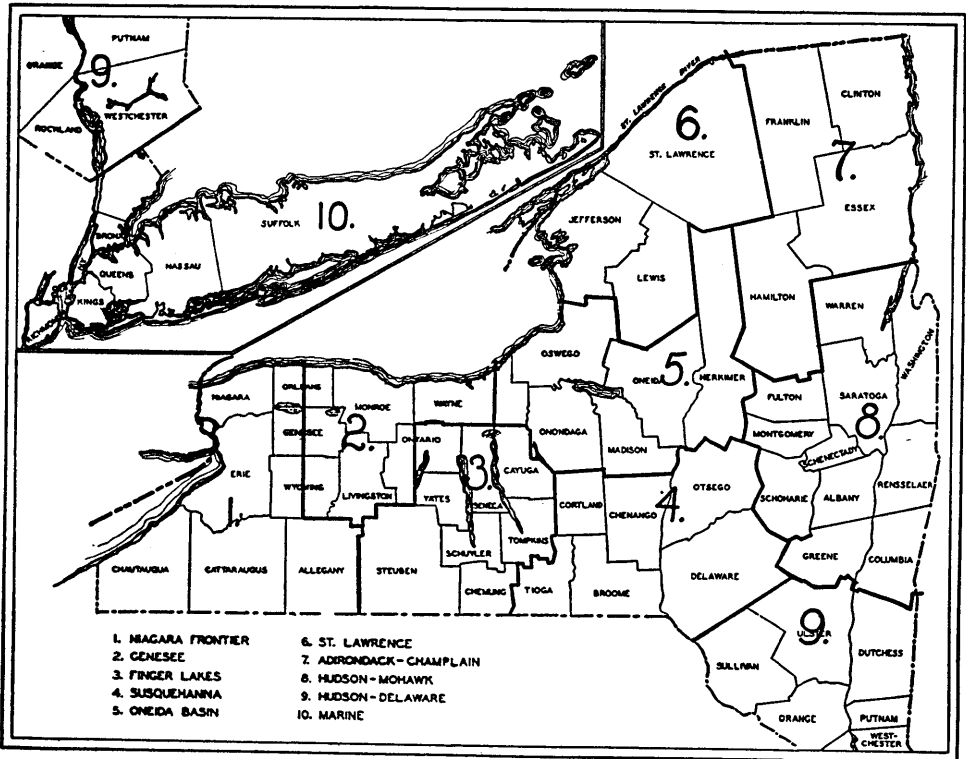 PUTNAM
ORANGE
9.
WESTCHESTER
ROCKLAND
BRONX
QUEENS
KINGS
RICHMOND
NASSAU
SUFFOLK
10.
ST. LAWRENCE RIVER
6.
ST. LAWRENCE
FRANKLIN
CLINTON
7.
ESSEX
JEFFERSON
LEWIS
HAMILTON
WARREN
WASHINGTON
OSWEGO
ONEIDA
5.
HERKIMER
FULTON
SARATOGA
8.
MONTGOMERY
SCHENECTADY
NIAGARA
ORLEANS
MONROE
WAYNE
GENESEE
2.
ONTARIO
3.
CAYUGA
ONONDAGA
MADISON
ERIE
1.
WYOMING
LIVINGSTON
YATES
SENECA
CORTLAND
CHENANGO
4.
OTSEGO
SCHOHARIE
ALBANY
RENSSELAER
SCHUYLER
TOMPKINS
GREENE
COLUMBIA
CHAUTAUQUA
CATTARAUGUS
ALLEGANY
STEUBEN
CHEMUNG
TIOGA
BROOME
DELAWARE
9.
ULSTER
SULLIVAN
DUTCHESS
ORANGE
PUTNAM
WEST-
CHESTER
1. NIAGARA FRONTIER
2. GENESEE
3. FINGER LAKES
4. SUSQUEHANNA
5. ONEIDA BASIN
6. ST. LAWRENCE
7. ADIRONDACK-CHAMPLAIN
8. HUDSON-MOHAWK
9. HUDSON-DELAWARE
10. MARINE